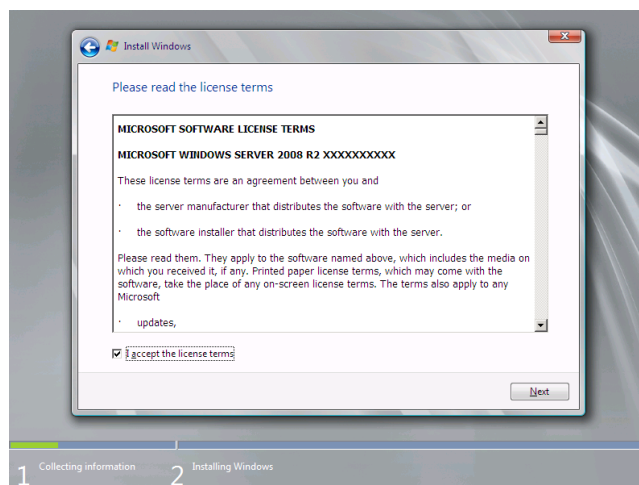 Install Windows
Please read the license terms
MICROSOFT SOFTWARE LICENSE TERMS
MICROSOFT WINDOWS SERVER 2008 R2 XXXXXXXXXX
These license terms are an agreement between you and
· the server manufacturer that distributes the software with the server; or
· the software installer that distributes the software with the server.
Please read them. They apply to the software named above, which includes the media on
which you received it, if any. Printed paper license terms, which may come with the
software, take the place of any on-screen license terms. The terms also apply to any
Microsoft
· updates,
I accept the license terms
Next
1 Collecting information 2 Installing Windows